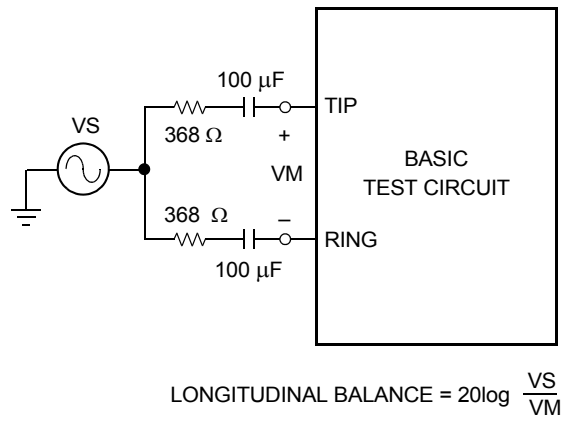 100 μF
TIP
368 Ω
+
VS
VM
BASIC
TEST CIRCUIT
368 Ω
–
RING
100 μF
LONGITUDINAL BALANCE = 20log VS
VM